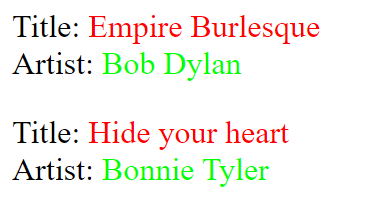 Title: Empire Burlesque
Artist: Bob Dylan
Title: Hide your heart
Artist: Bonnie Tyler